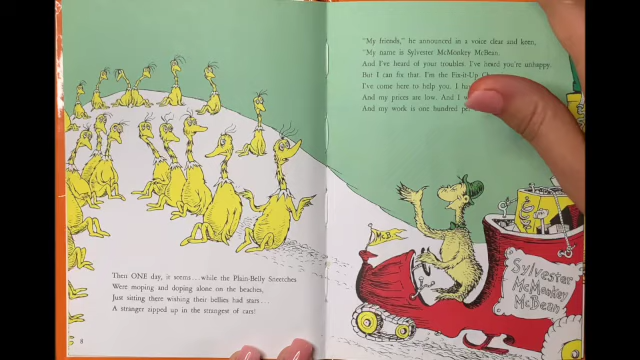 Then ONE day, it seems . . . while the Plain-Belly Sneetches
Were moping and doping alone on the beaches,
Just sitting there wishing their bellies had stars . . .
A stranger zipped up in the strangest of cars!
8
"My friends," he announced in a voice clear and keen,
"My name is Sylvester McMonkey McBean.
And I've heard of your troubles. I've heard you're unhappy.
But I can fix that. I'm the Fix-it-Up
I've come here to help you. I
And my prices are low. And I
And my work is one hundred
McB
Sylvester
McMonkey
McBean